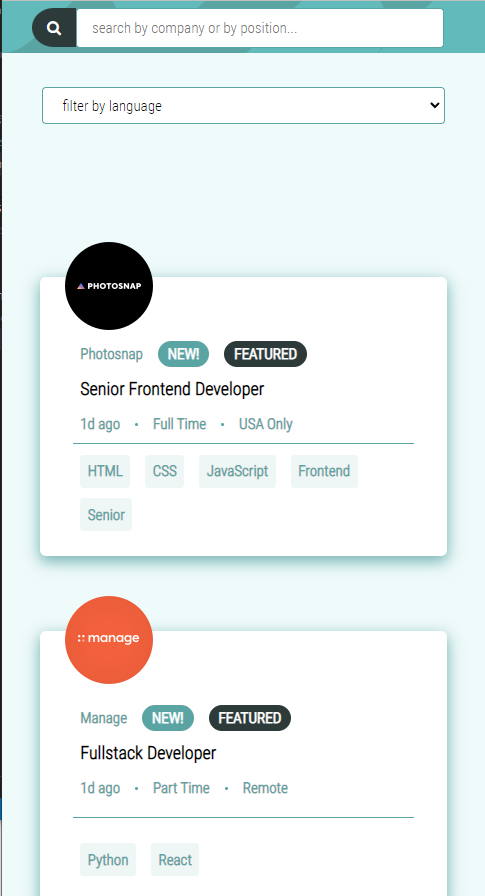 search by company or by position...
filter by language
PHOTOSNAP
Photosnap NEW! FEATURED
Senior Frontend Developer
1d ago • Full Time • USA Only
HTML CSS JavaScript Frontend
Senior
manage
Manage NEW! FEATURED
Fullstack Developer
1d ago • Part Time • Remote
Python React